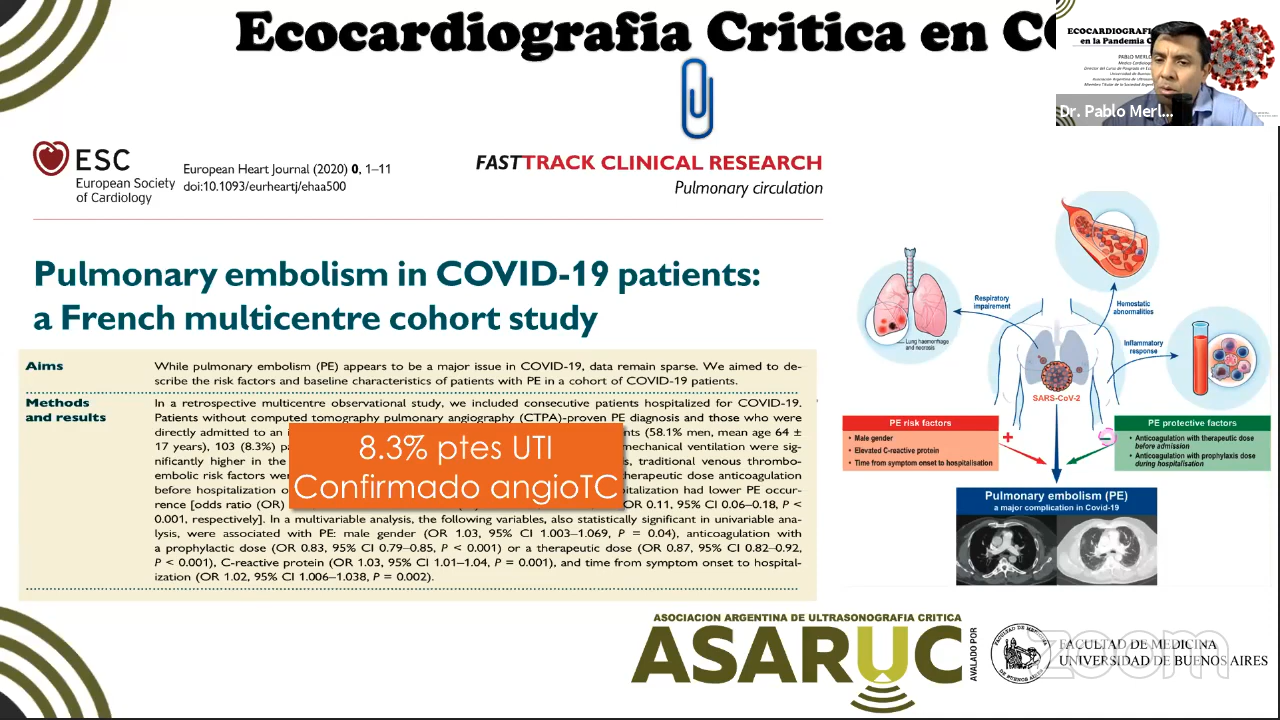 Ecocardiografia Critica en CO
ECOCARDIOGRAFI
en la Pandemia C
PABLO MERLO
Dr. Pablo Merl...
ESC
European Society
of Cardiology
European Heart Journal (2020) 0, 1–11
doi:10.1093/eurheartj/ehaa500
FASTTRACK CLINICAL RESEARCH
Pulmonary circulation
Pulmonary embolism in COVID-19 patients:
a French multicentre cohort study
Aims
While pulmonary embolism (PE) appears to be a major issue in COVID-19, data remain sparse. We aimed to de-
scribe the risk factors and baseline characteristics of patients with PE in a cohort of COVID-19 patients.
Methods
and results
In a retrospective multicentre observational study, we included consecutive patients hospitalized for COVID-19.
Patients without computed tomography pulmonary angiography (CTPA)-proven PE diagnosis and those who were
directly admitted to an i
nts (58.1% men, mean age 64 ±
17 years), 103 (8.3%) pa
mechanical ventilation were sig-
nificantly higher in the
s, traditional venous thrombo-
embolic risk factors wer
therapeutic dose anticoagulation
before hospitalization o
pitalization had lower PE occur-
rence [odds ratio (OR)
OR 0.11, 95% CI 0.06–0.18, P <
0.001, respectively]. In a multivariable analysis, the following variables, also statistically significant in univariable ana-
lysis, were associated with PE: male gender (OR 1.03, 95% CI 1.003–1.069, P = 0.04), anticoagulation with
a prophylactic dose (OR 0.83, 95% CI 0.79–0.85, P < 0.001) or a therapeutic dose (OR 0.87, 95% CI 0.82–0.92,
P < 0.001), C-reactive protein (OR 1.03, 95% CI 1.01–1.04, P = 0.001), and time from symptom onset to hospital-
ization (OR 1.02, 95% CI 1.006–1.038, P = 0.002).
8.3% ptes UTI
Confirmado angioTC
Respiratory
impairment
Lung haemorrhage
and necrosis
Hemostatic
abnormalities
Inflammatory
response
SARS-CoV-2
PE risk factors
• Male gender
• Elevated C-reactive protein
• Time from symptom onset to hospitalisation
+
−
PE protective factors
• Anticoagulation with therapeutic dose
before admission
• Anticoagulation with prophylaxis dose
during hospitalisation
Pulmonary embolism (PE)
a major complication in Covid-19
ASOCIACION ARGENTINA DE ULTRASONOGRAFIA CRITICA
ASARUC
AVALADO POR
FACULTAD DE MEDICINA
UNIVERSIDAD DE BUENOS AIRES
zoom